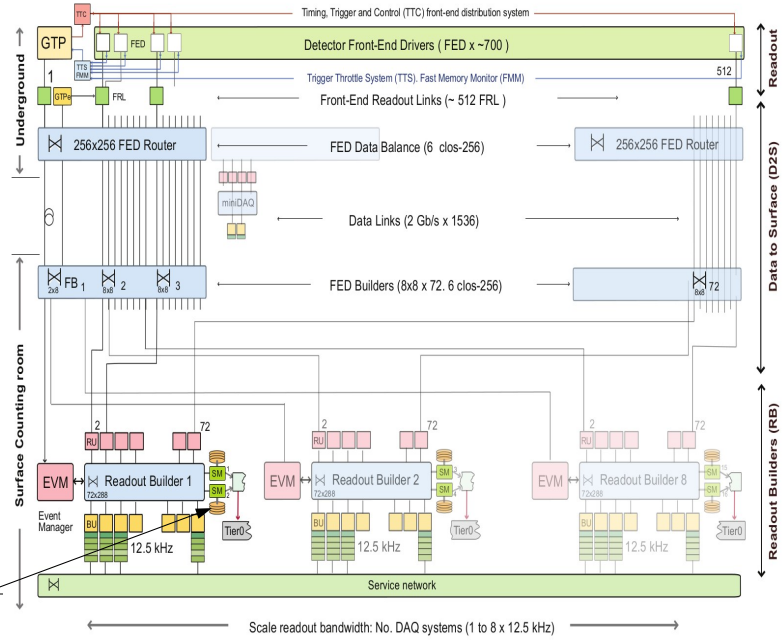 TTC
Timing, Trigger and Control (TTC) front-end distribution system
GTP
FED
Detector Front-End Drivers ( FED x ~700 )
TTS
FMM
Trigger Throttle System (TTS). Fast Memory Monitor (FMM)
1
512
GTPe
FRL
Front-End Readout Links (~ 512 FRL )
256x256 FED Router
FED Data Balance (6 clos-256)
256x256 FED Router
miniDAQ
Data Links (2 Gb/s x 1536)
FB 1
2x8
2
8x8
3
8x8
FED Builders (8x8 x 72. 6 clos-256)
72
8x8
2
72
RU
EVM
Readout Builder 1
72x288
SM
SM
Event
Manager
BU
12.5 kHz
Tier0
2
72
RU
EVM
Readout Builder 2
72x288
SM
SM
BU
12.5 kHz
Tier0
2
72
RU
EVM
Readout Builder 8
72x288
SM
SM
BU
12.5 kHz
Tier0
Service network
Scale readout bandwidth: No. DAQ systems (1 to 8 x 12.5 kHz)
Underground
Surface Counting room
Readout
Data to Surface (D2S)
Readout Builders (RB)